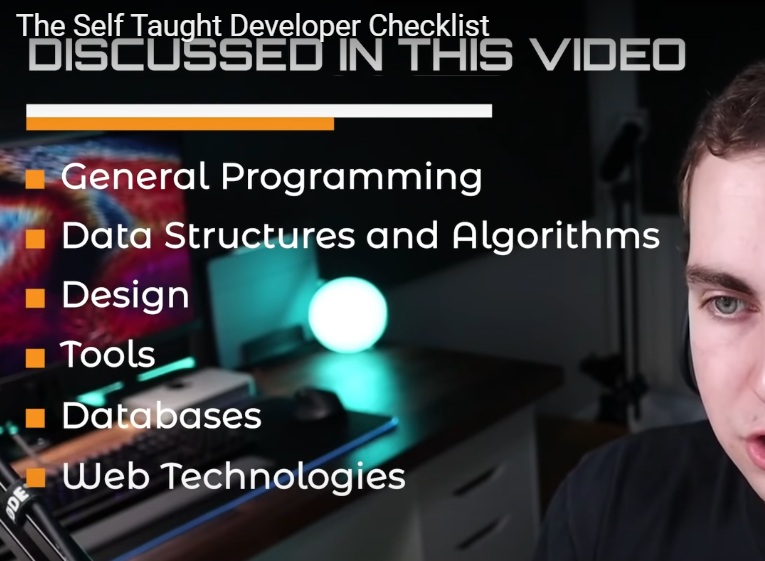 The Self Taught Developer Checklist
DISCUSSED IN THIS VIDEO
General Programming
Data Structures and Algorithms
Design
Tools
Databases
Web Technologies